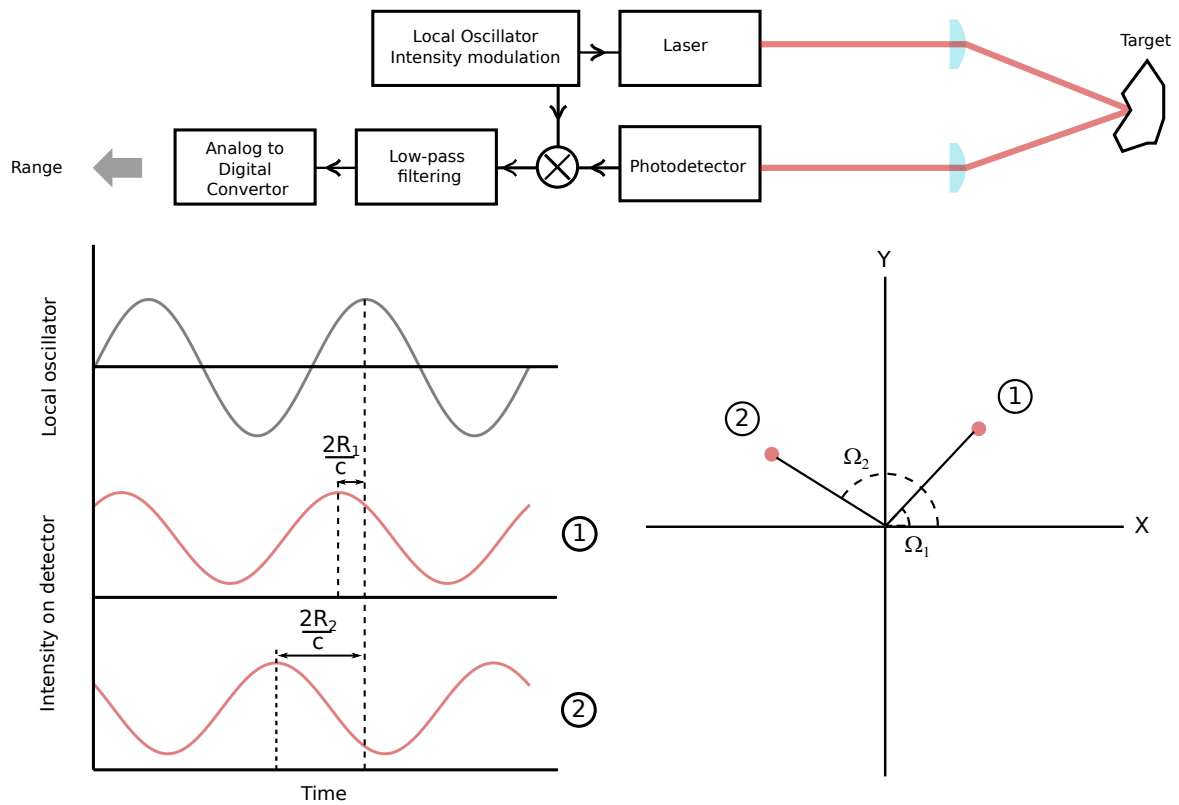 Local Oscillator
Intensity modulation
Laser
Target
Range
Analog to
Digital
Convertor
Low-pass
filtering
Photodetector
Local oscillator
Intensity on detector
2R₁
c
1
2R₂
c
2
Time
Y
X
1
2
Ω₂
Ω₁